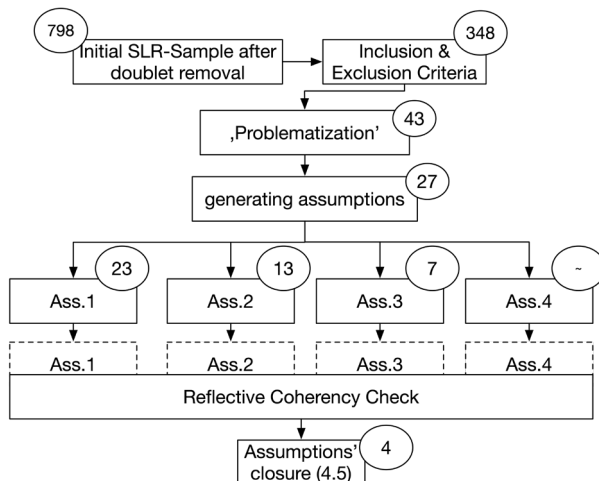 798
Initial SLR-Sample after
doublet removal
348
Inclusion &
Exclusion Criteria
43
‚Problematization’
27
generating assumptions
23
13
7
~
Ass.1
Ass.2
Ass.3
Ass.4
Ass.1
Ass.2
Ass.3
Ass.4
Reflective Coherency Check
4
Assumptions’
closure (4.5)